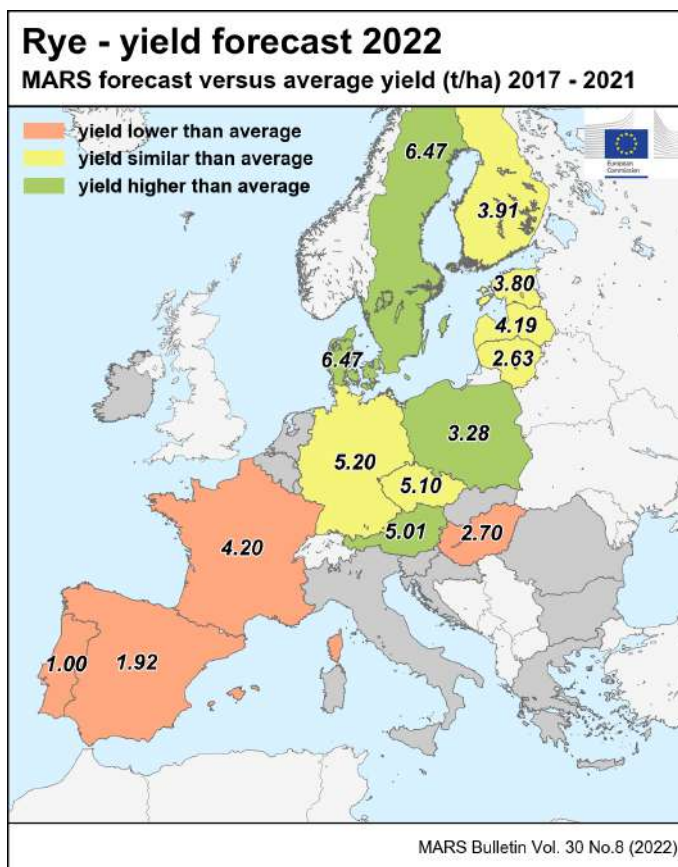 Rye - yield forecast 2022
MARS forecast versus average yield (t/ha) 2017 - 2021
yield lower than average
yield similar than average
yield higher than average
European
Commission
6.47
3.91
3.80
4.19
2.63
6.47
3.28
5.20
5.10
5.01
2.70
4.20
1.00
1.92
MARS Bulletin Vol. 30 No.8 (2022)